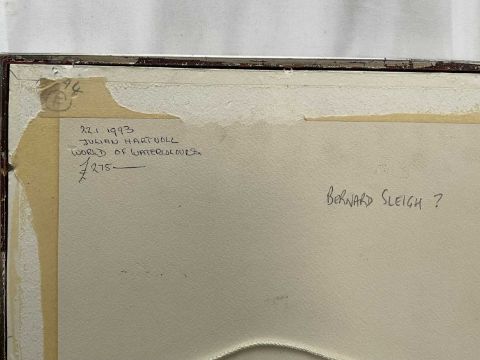 22.1 1993
JULIAN HARTNOLL
WORLD OF WATERCOLOURS
£275—
BERNARD SLEIGH ?